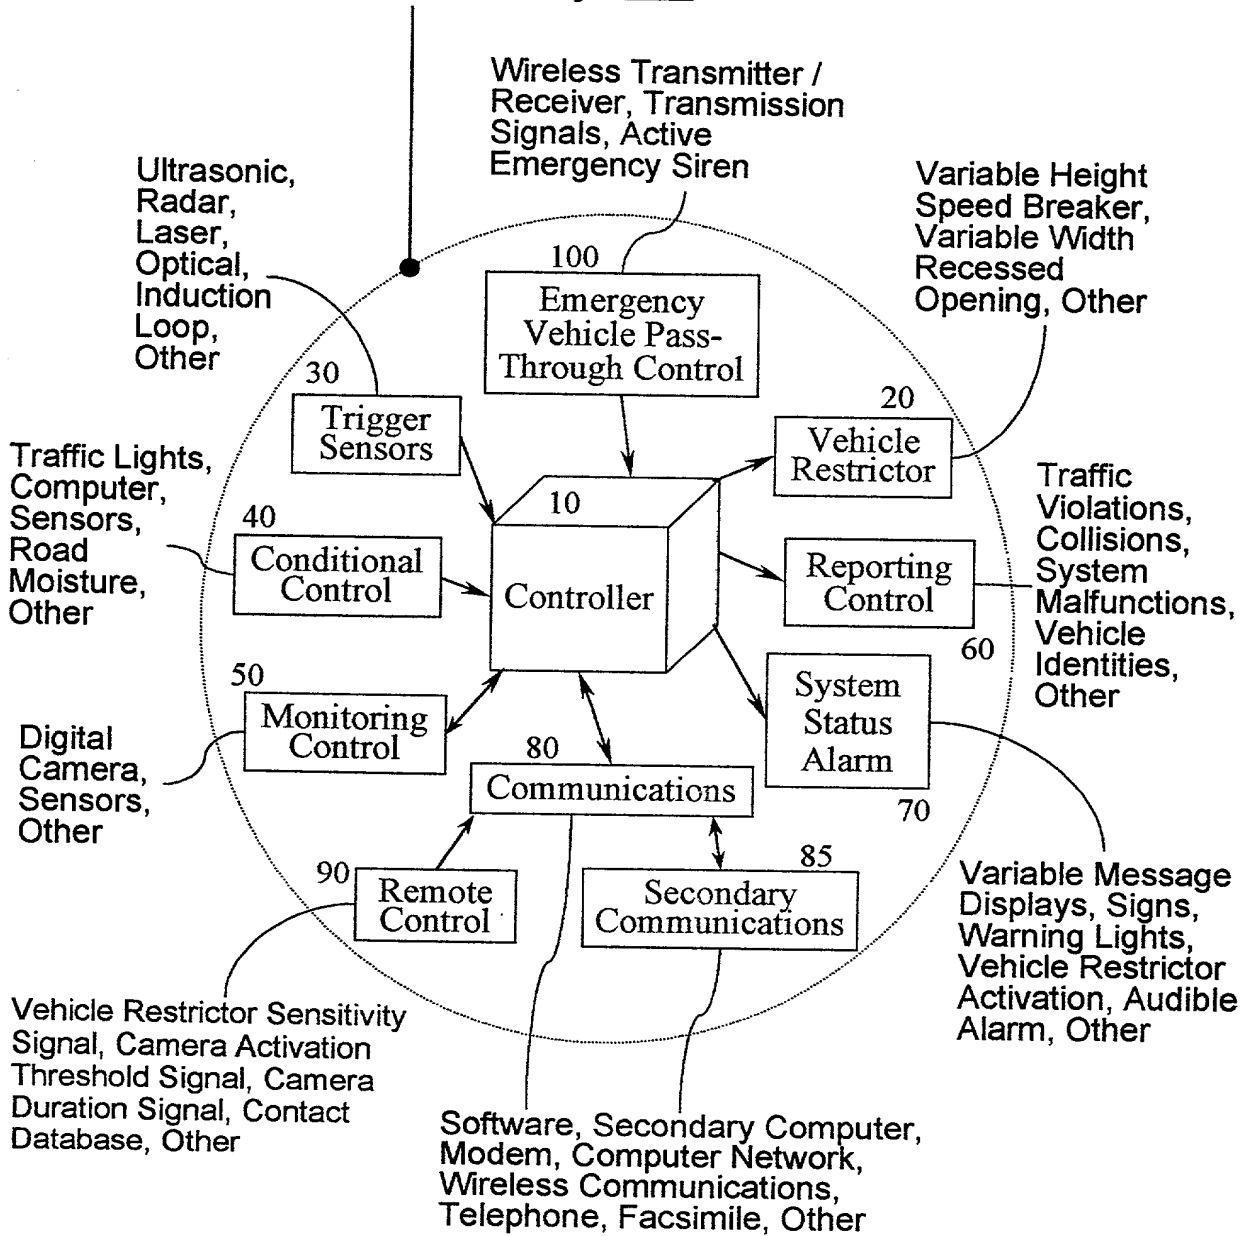 Wireless Transmitter /
Receiver, Transmission
Signals, Active
Emergency Siren
Ultrasonic,
Radar,
Laser,
Optical,
Induction
Loop,
Other
Variable Height
Speed Breaker,
Variable Width
Recessed
Opening, Other
100
Emergency
Vehicle Pass-
Through Control
30
Trigger
Sensors
20
Vehicle
Restrictor
Traffic Lights,
Computer,
Sensors,
Road
Moisture,
Other
40
Conditional
Control
10
Controller
Reporting
Control
60
Traffic
Violations,
Collisions,
System
Malfunctions,
Vehicle
Identities,
Other
50
Monitoring
Control
Digital
Camera,
Sensors,
Other
System
Status
Alarm
70
80
Communications
90
Remote
Control
85
Secondary
Communications
Variable Message
Displays, Signs,
Warning Lights,
Vehicle Restrictor
Activation, Audible
Alarm, Other
Vehicle Restrictor Sensitivity
Signal, Camera Activation
Threshold Signal, Camera
Duration Signal, Contact
Database, Other
Software, Secondary Computer,
Modem, Computer Network,
Wireless Communications,
Telephone, Facsimile, Other